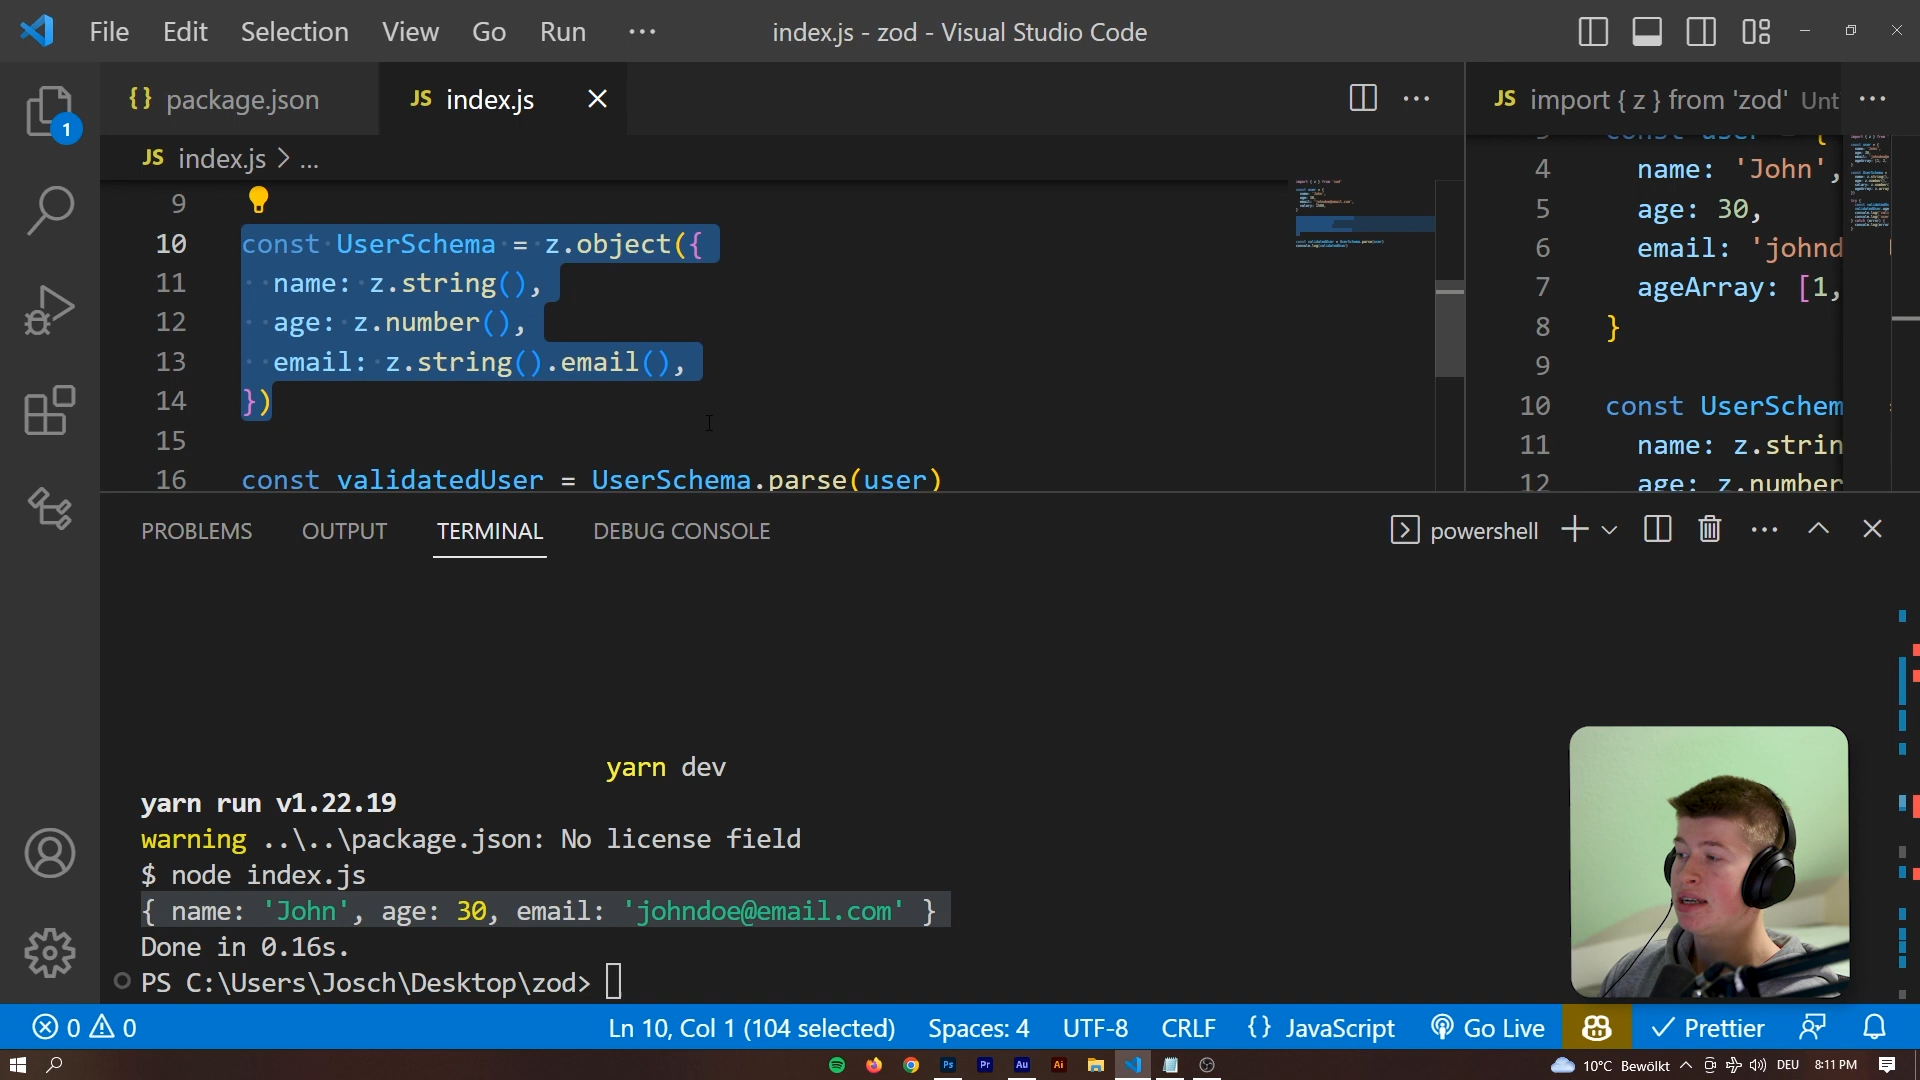 File Edit Selection View Go Run ···
index.js - zod - Visual Studio Code
{} package.json
JS index.js
JS import { z } from 'zod' Unt
1
JS index.js > ...
9
10 const UserSchema = z.object({
11 name: z.string(),
12 age: z.number(),
13 email: z.string().email(),
14 })
15
16 const validatedUser = UserSchema.parse(user)
4 name: 'John',
5 age: 30,
6 email: 'johnd
7 ageArray: [1,
8 }
9
10 const UserSchem
11 name: z.strin
12 age: z.number
PROBLEMS OUTPUT TERMINAL DEBUG CONSOLE
powershell
yarn dev
yarn run v1.22.19
warning ..\..\package.json: No license field
$ node index.js
{ name: 'John', age: 30, email: 'johndoe@email.com' }
Done in 0.16s.
PS C:\Users\Josch\Desktop\zod>
0 0
Ln 10, Col 1 (104 selected) Spaces: 4 UTF-8 CRLF {} JavaScript Go Live Prettier
Ps Pr Au Ai
10°C Bewölkt DEU 8:11 PM